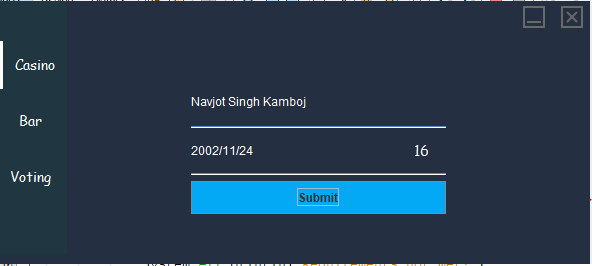 Casino
Bar
Voting
Navjot Singh Kamboj
2002/11/24 16
Submit